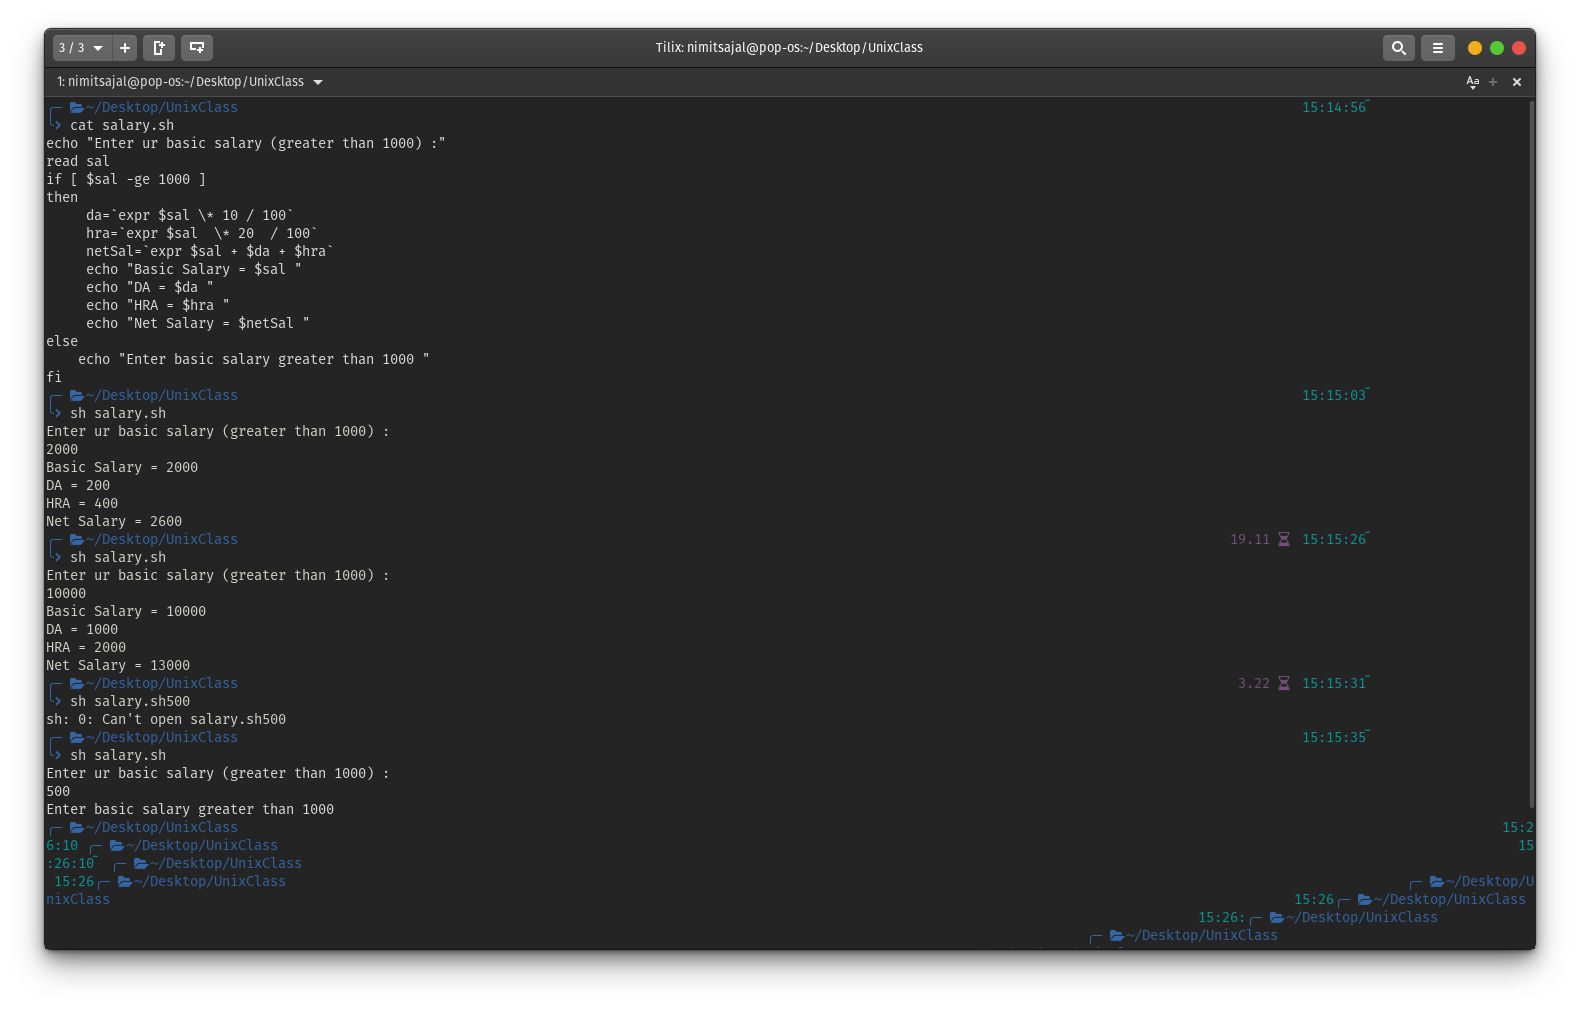 3 / 3
Tilix: nimitsajal@pop-os:~/Desktop/UnixClass
1: nimitsajal@pop-os:~/Desktop/UnixClass
~/Desktop/UnixClass 15:14:56
cat salary.sh
echo "Enter ur basic salary (greater than 1000) :"
read sal
if [ $sal -ge 1000 ]
then
     da=`expr $sal \* 10 / 100`
     hra=`expr $sal  \* 20  / 100`
     netSal=`expr $sal + $da + $hra`
     echo "Basic Salary = $sal "
     echo "DA = $da "
     echo "HRA = $hra "
     echo "Net Salary = $netSal "
else
    echo "Enter basic salary greater than 1000 "
fi
~/Desktop/UnixClass 15:15:03
sh salary.sh
Enter ur basic salary (greater than 1000) :
2000
Basic Salary = 2000
DA = 200
HRA = 400
Net Salary = 2600
~/Desktop/UnixClass 19.11 15:15:26
sh salary.sh
Enter ur basic salary (greater than 1000) :
10000
Basic Salary = 10000
DA = 1000
HRA = 2000
Net Salary = 13000
~/Desktop/UnixClass 3.22 15:15:31
sh salary.sh500
sh: 0: Can't open salary.sh500
~/Desktop/UnixClass 15:15:35
sh salary.sh
Enter ur basic salary (greater than 1000) :
500
Enter basic salary greater than 1000
~/Desktop/UnixClass 15:2
6:10 ~/Desktop/UnixClass 15
:26:10 ~/Desktop/UnixClass
15:26 ~/Desktop/UnixClass ~/Desktop/U
nixClass 15:26 ~/Desktop/UnixClass
15:26: ~/Desktop/UnixClass
~/Desktop/UnixClass